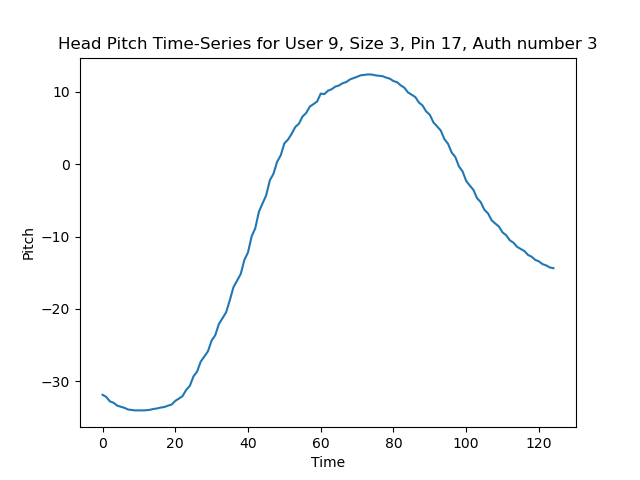 Head Pitch Time-Series for User 9, Size 3, Pin 17, Auth number 3
10
0
−10
−20
−30
Pitch
0 20 40 60 80 100 120
Time